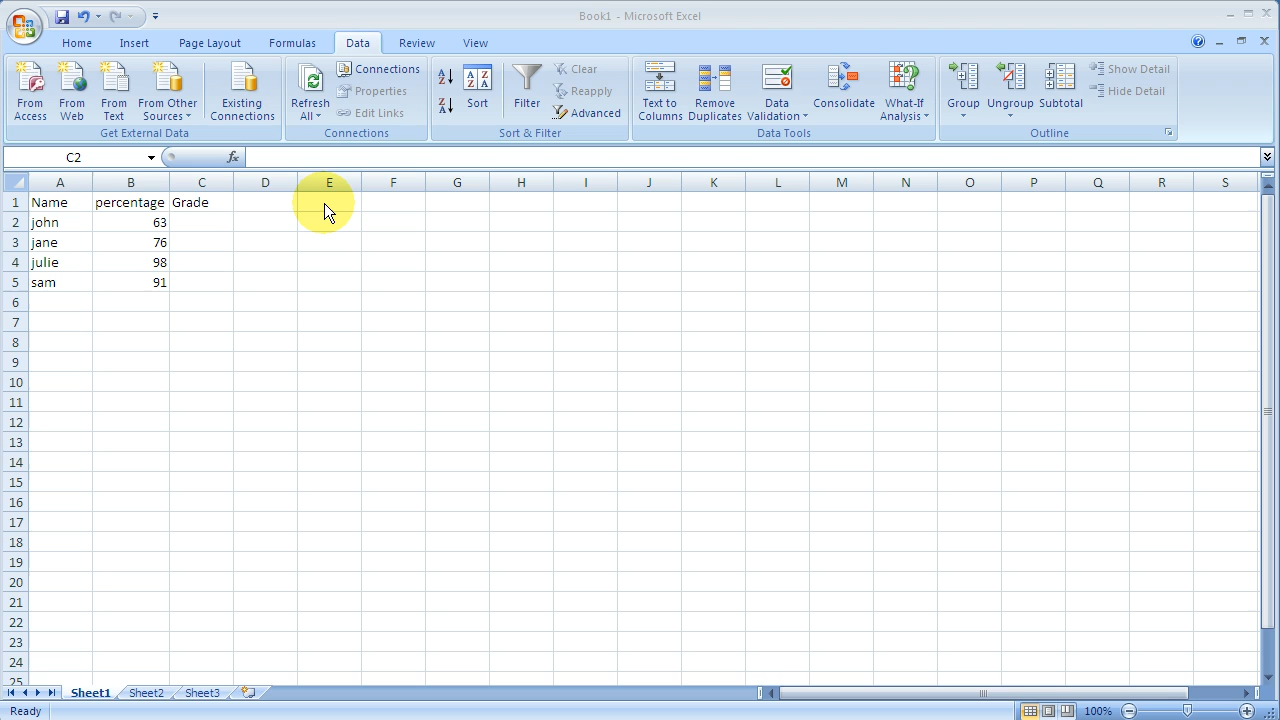 Book1 - Microsoft Excel
Home Insert Page Layout Formulas Data Review View
From Access
From Web
From Text
From Other Sources
Existing Connections
Get External Data
Refresh All
Connections
Properties
Edit Links
Connections
A Z
Z A
A Z
Z A
Sort
Filter
Clear
Reapply
Advanced
Sort & Filter
Text to Columns
Remove Duplicates
Data Validation
Consolidate
What-If Analysis
Data Tools
Group
Ungroup
Subtotal
Show Detail
Hide Detail
Outline
C2 fx
A B C D E F G H I J K L M N O P Q R S
1 Name percentage Grade
2 john 63
3 jane 76
4 julie 98
5 sam 91
6
7
8
9
10
11
12
13
14
15
16
17
18
19
20
21
22
23
24
25
Sheet1 Sheet2 Sheet3
Ready 100%